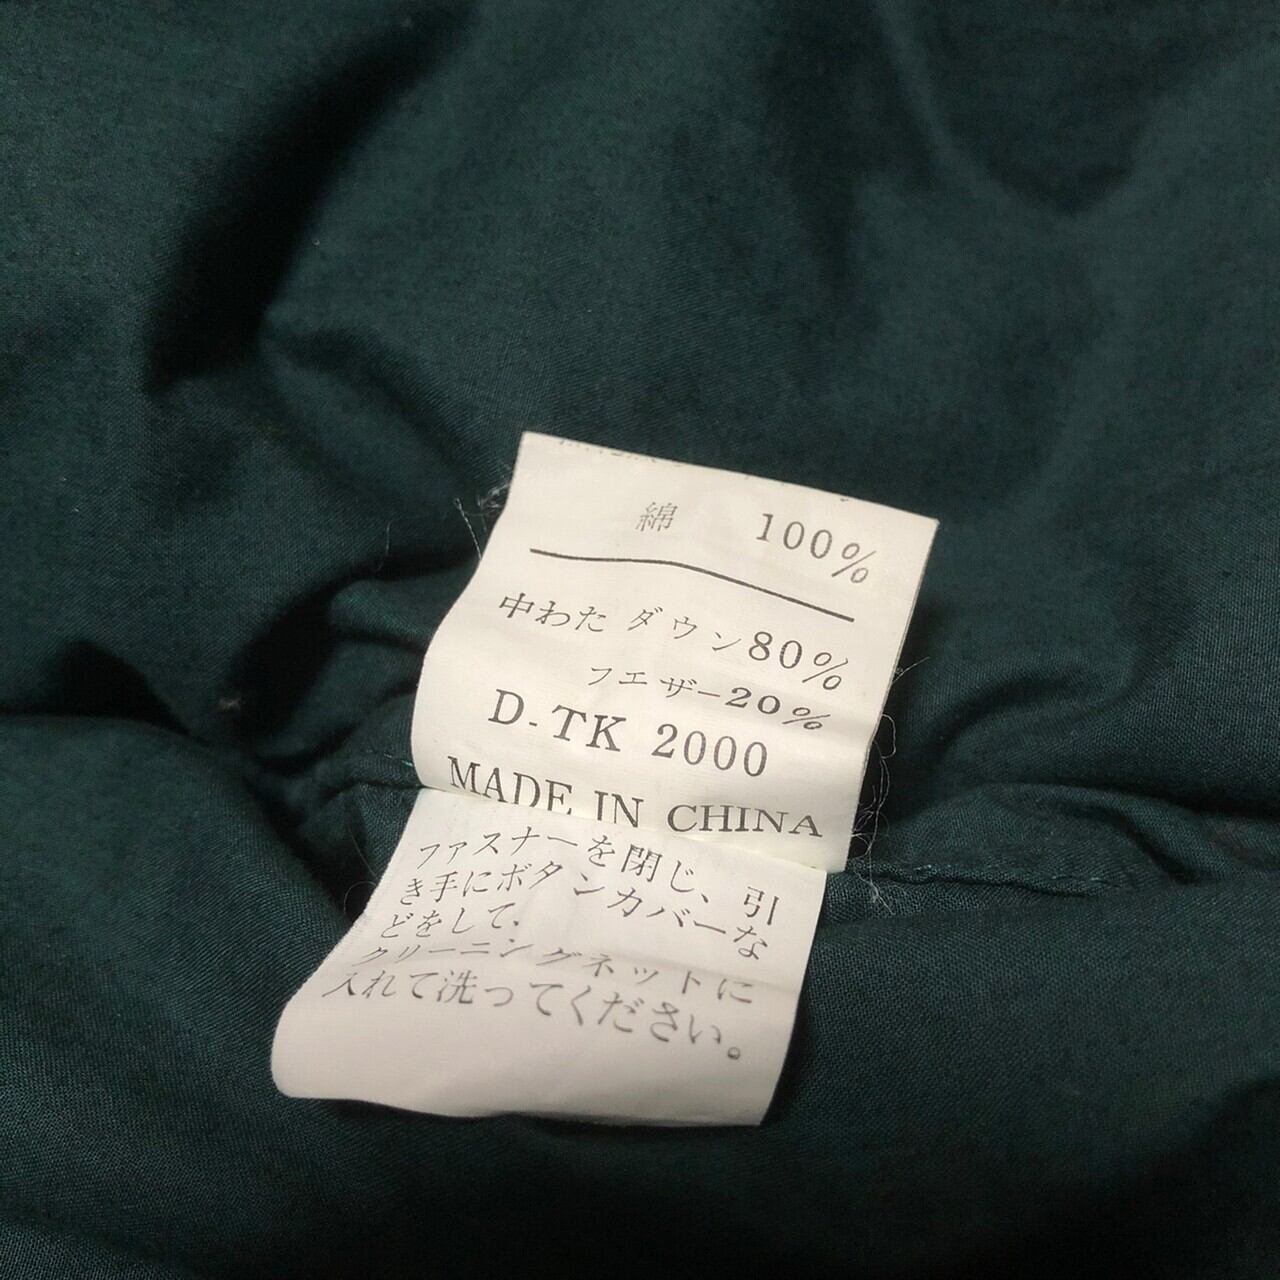 綿 100%
中わた ダウン80%
フエザー20%
D-TK 2000
MADE IN CHINA
ファスナーを閉じ、引
き手にボタンカバーな
どをして、
クリーニングネットに
入れて洗ってください。